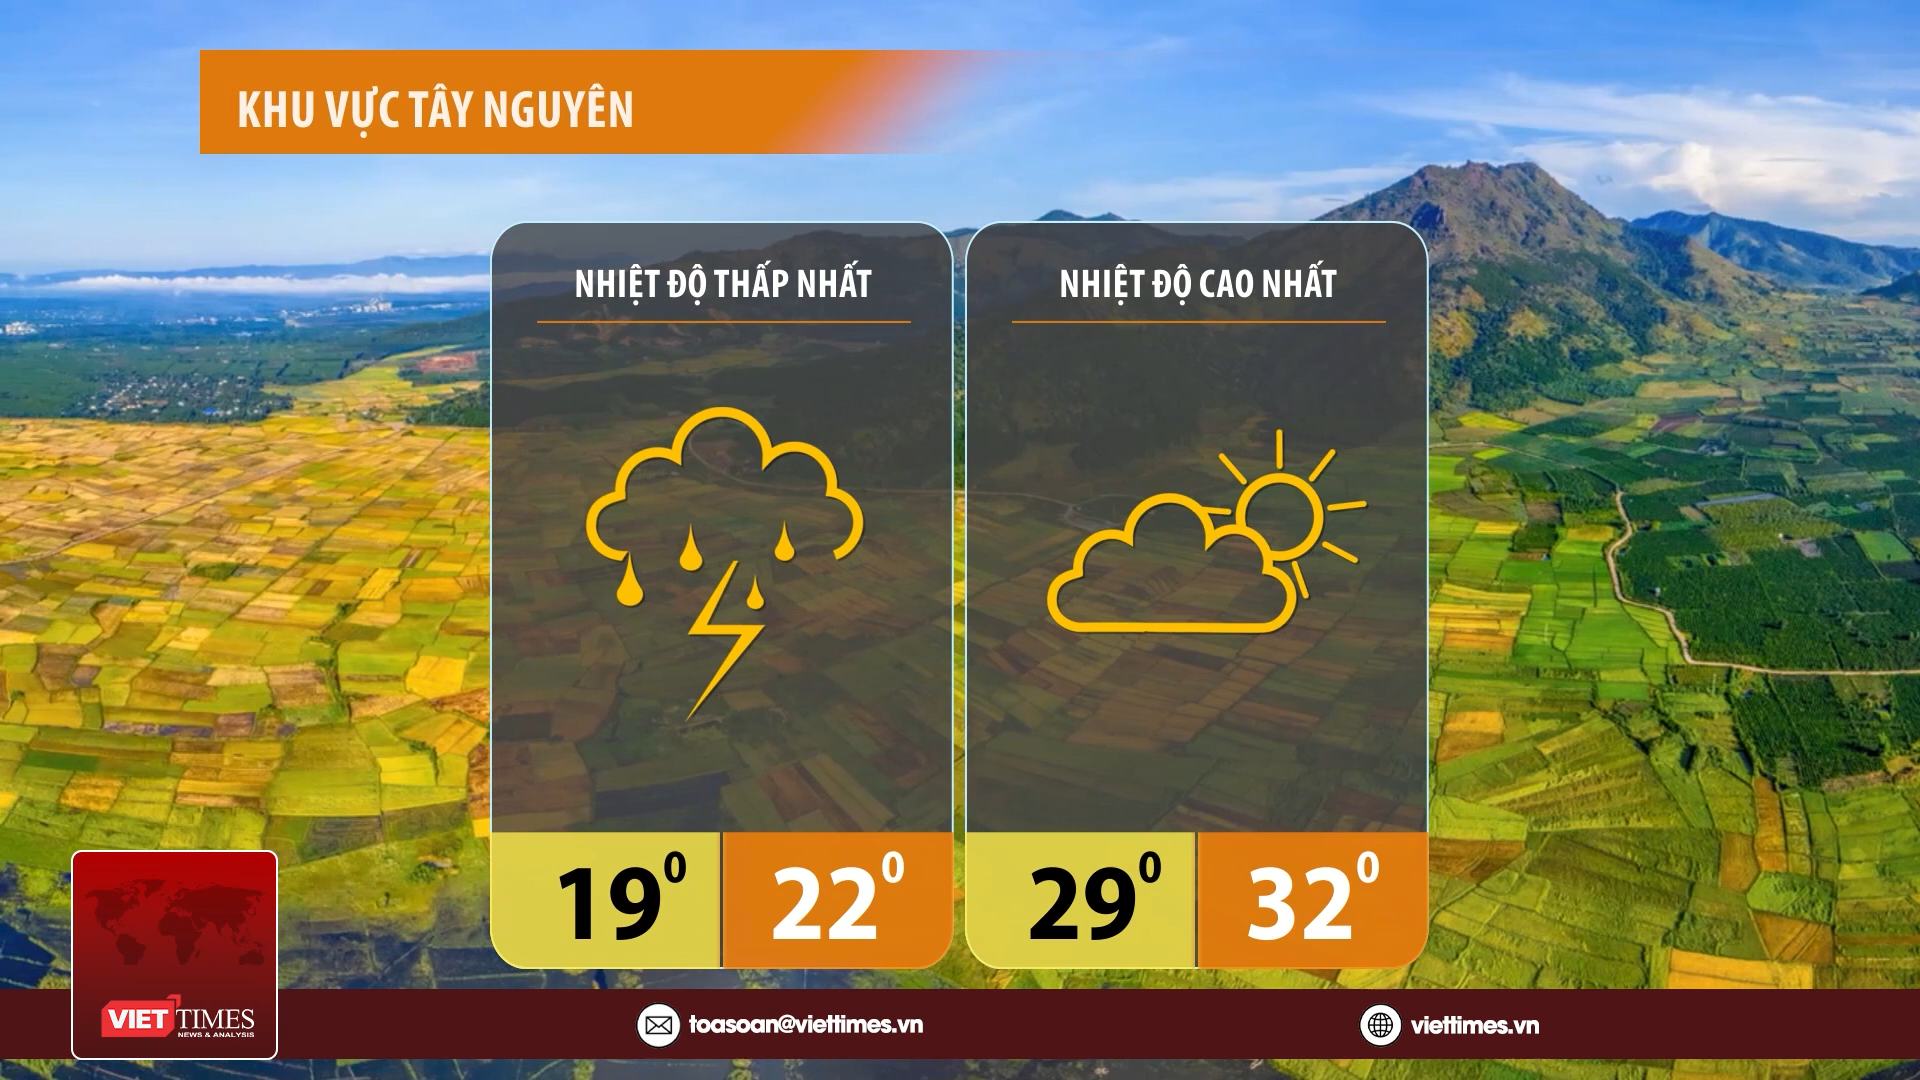 KHU VỰC TÂY NGUYÊN
NHIỆT ĐỘ THẤP NHẤT
NHIỆT ĐỘ CAO NHẤT
19⁰
22⁰
29⁰
32⁰
VIETTIMES
NEWS & ANALYSIS
toasoan@viettimes.vn
viettimes.vn